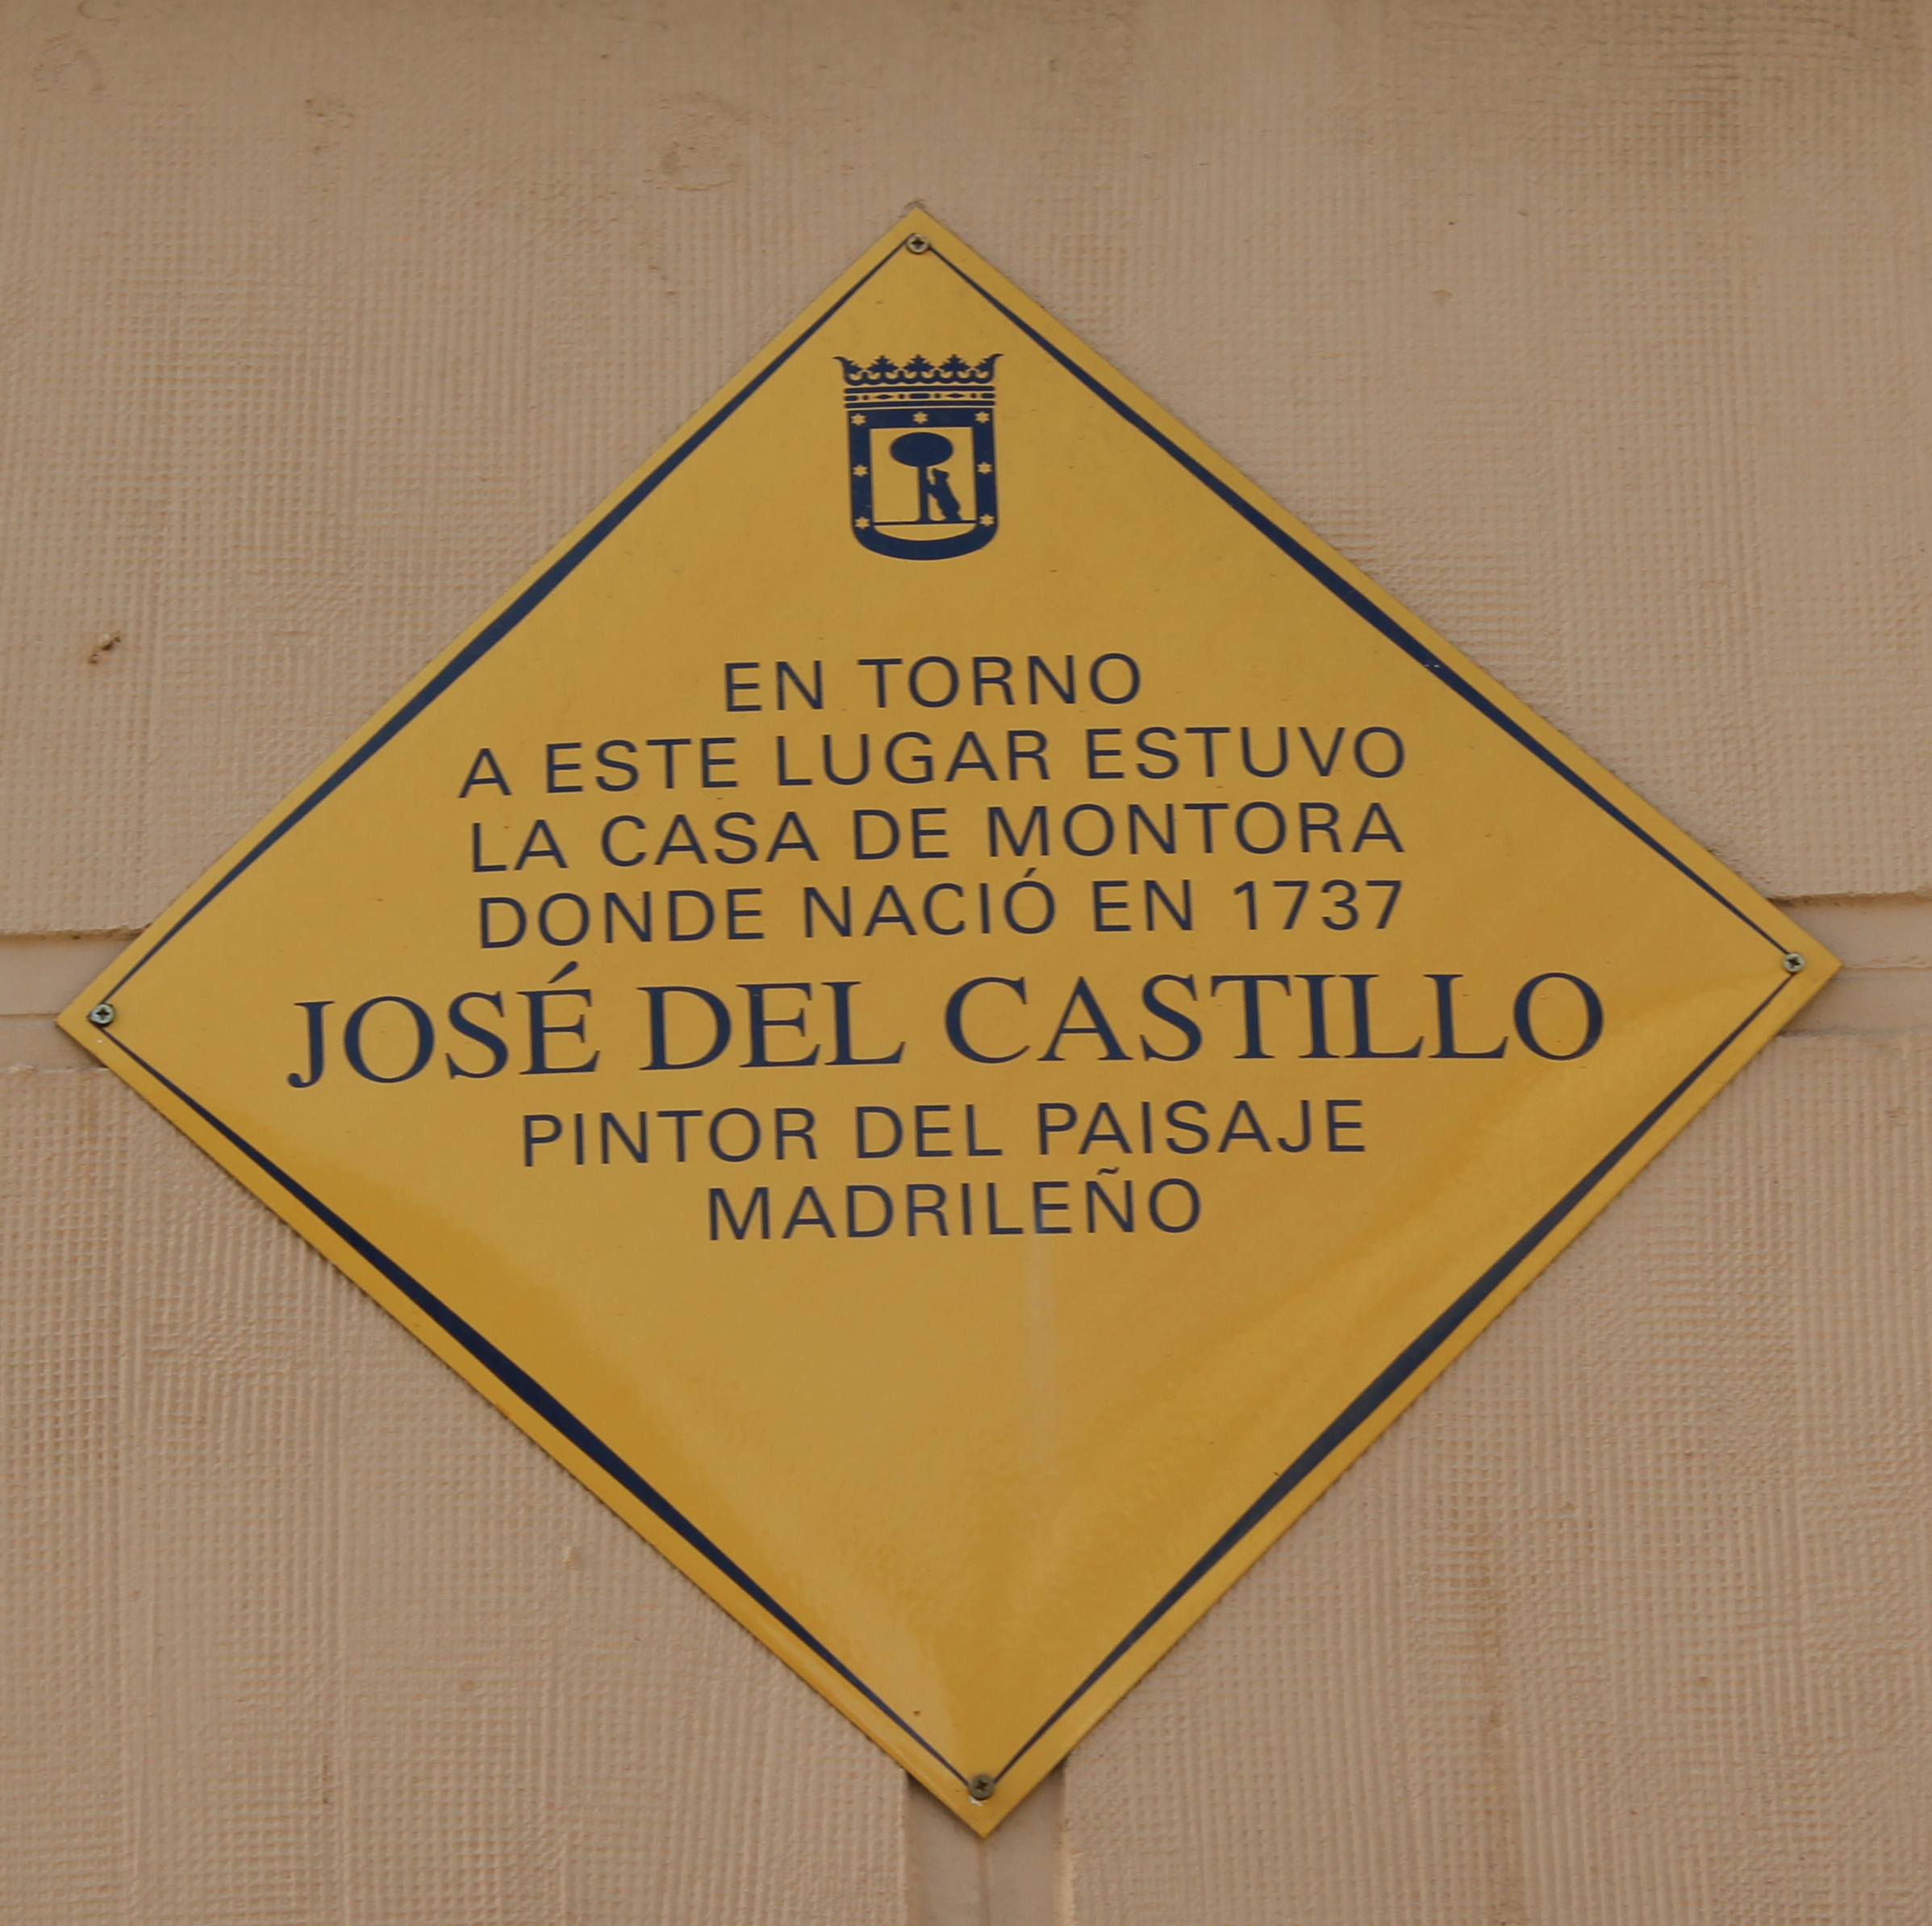 EN TORNO
A ESTE LUGAR ESTUVO
LA CASA DE MONTORA
DONDE NACIÓ EN 1737
JOSÉ DEL CASTILLO
PINTOR DEL PAISAJE
MADRILEÑO